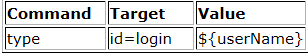 Command Target Value
type id=login ${userName}